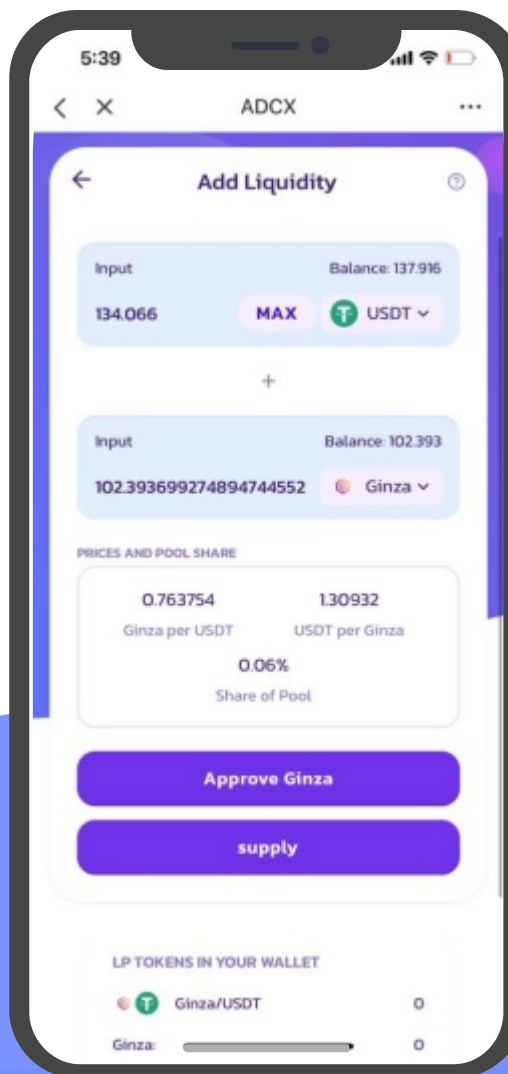 5:39
ADCX
Add Liquidity
Input Balance: 137.916
134.066 MAX USDT
+
Input Balance: 102.393
102.393699274894744552 Ginza
PRICES AND POOL SHARE
0.763754 1.30932
Ginza per USDT USDT per Ginza
0.06%
Share of Pool
Approve Ginza
supply
LP TOKENS IN YOUR WALLET
Ginza/USDT 0
Ginza: 0